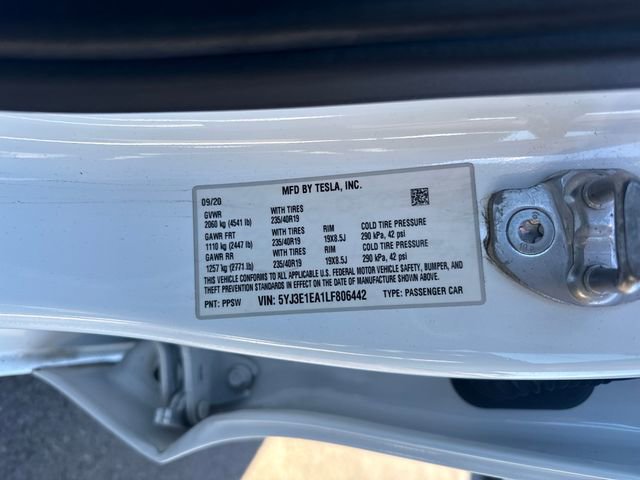 MFD BY TESLA, INC.
09/20
GVWR WITH TIRES
2060 kg (4541 lb) 235/40R19
GAWR FRT WITH TIRES RIM COLD TIRE PRESSURE
1110 kg (2447 lb) 235/40R19 19X8.5J 290 kPa, 42 psi
GAWR RR WITH TIRES RIM COLD TIRE PRESSURE
1257 kg (2771 lb) 235/40R19 19X8.5J 290 kPa, 42 psi
THIS VEHICLE CONFORMS TO ALL APPLICABLE U.S. FEDERAL MOTOR VEHICLE SAFETY, BUMPER, AND
THEFT PREVENTION STANDARDS IN EFFECT ON THE DATE OF MANUFACTURE SHOWN ABOVE.
PNT: PPSW VIN: 5YJ3E1EA1LF806442 TYPE: PASSENGER CAR